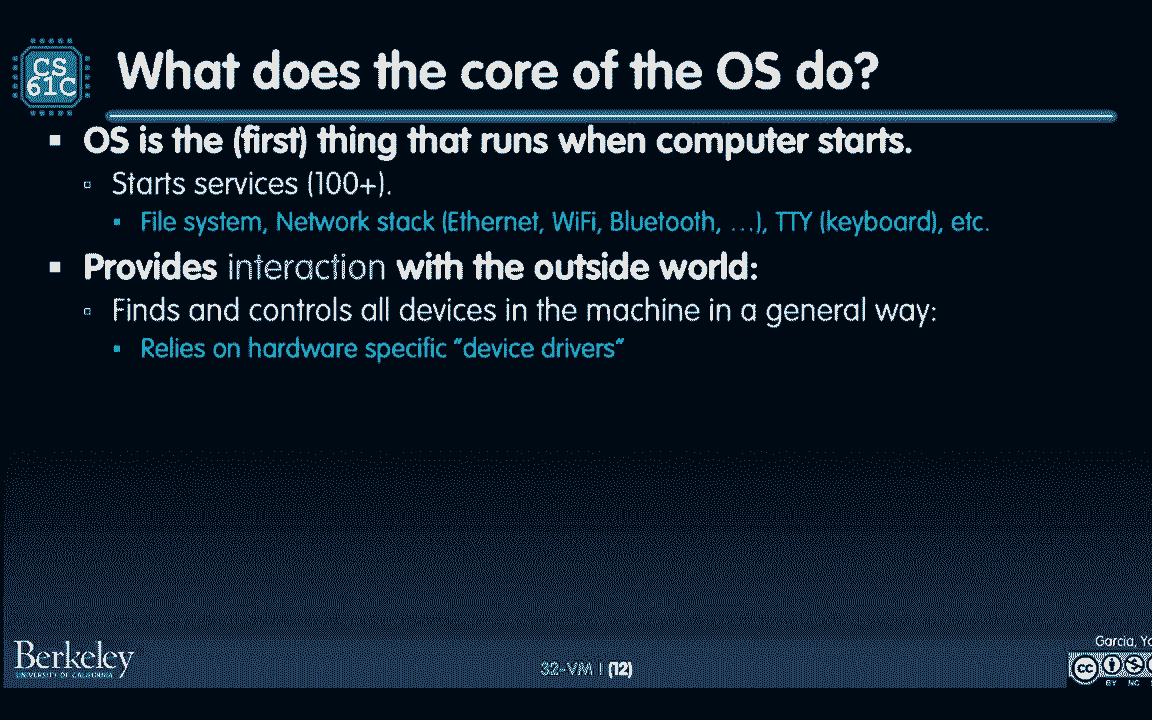 CS
61C
What does the core of the OS do?
▪ OS is the (first) thing that runs when computer starts.
▫ Starts services (100+).
▪ File system, Network stack (Ethernet, WiFi, Bluetooth, …), TTY (keyboard), etc.
▪ Provides interaction with the outside world:
▫ Finds and controls all devices in the machine in a general way:
▪ Relies on hardware specific “device drivers”
Berkeley
UNIVERSITY OF CALIFORNIA
32-VM I (12)
Garcia,
cc
BY NC